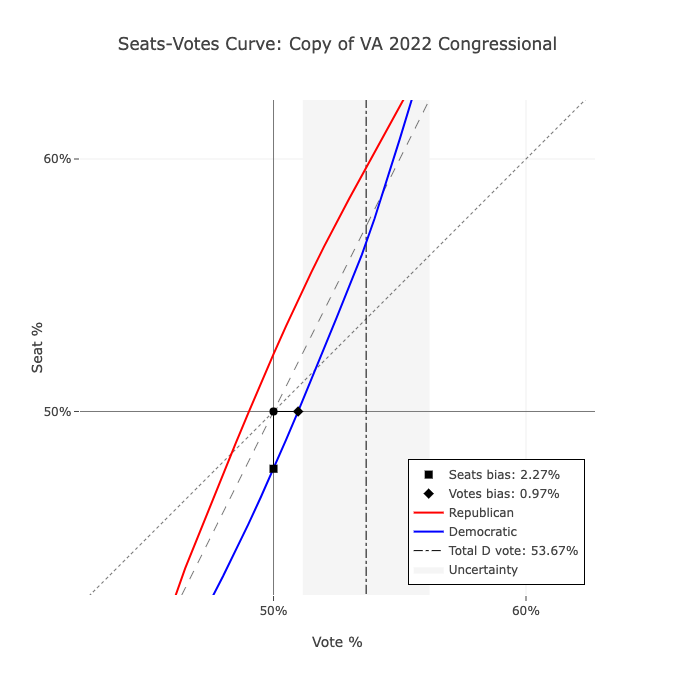 Seats-Votes Curve: Copy of VA 2022 Congressional
60%
Seat %
50%
Seats bias: 2.27%
Votes bias: 0.97%
Republican
Democratic
Total D vote: 53.67%
Uncertainty
50%
60%
Vote %